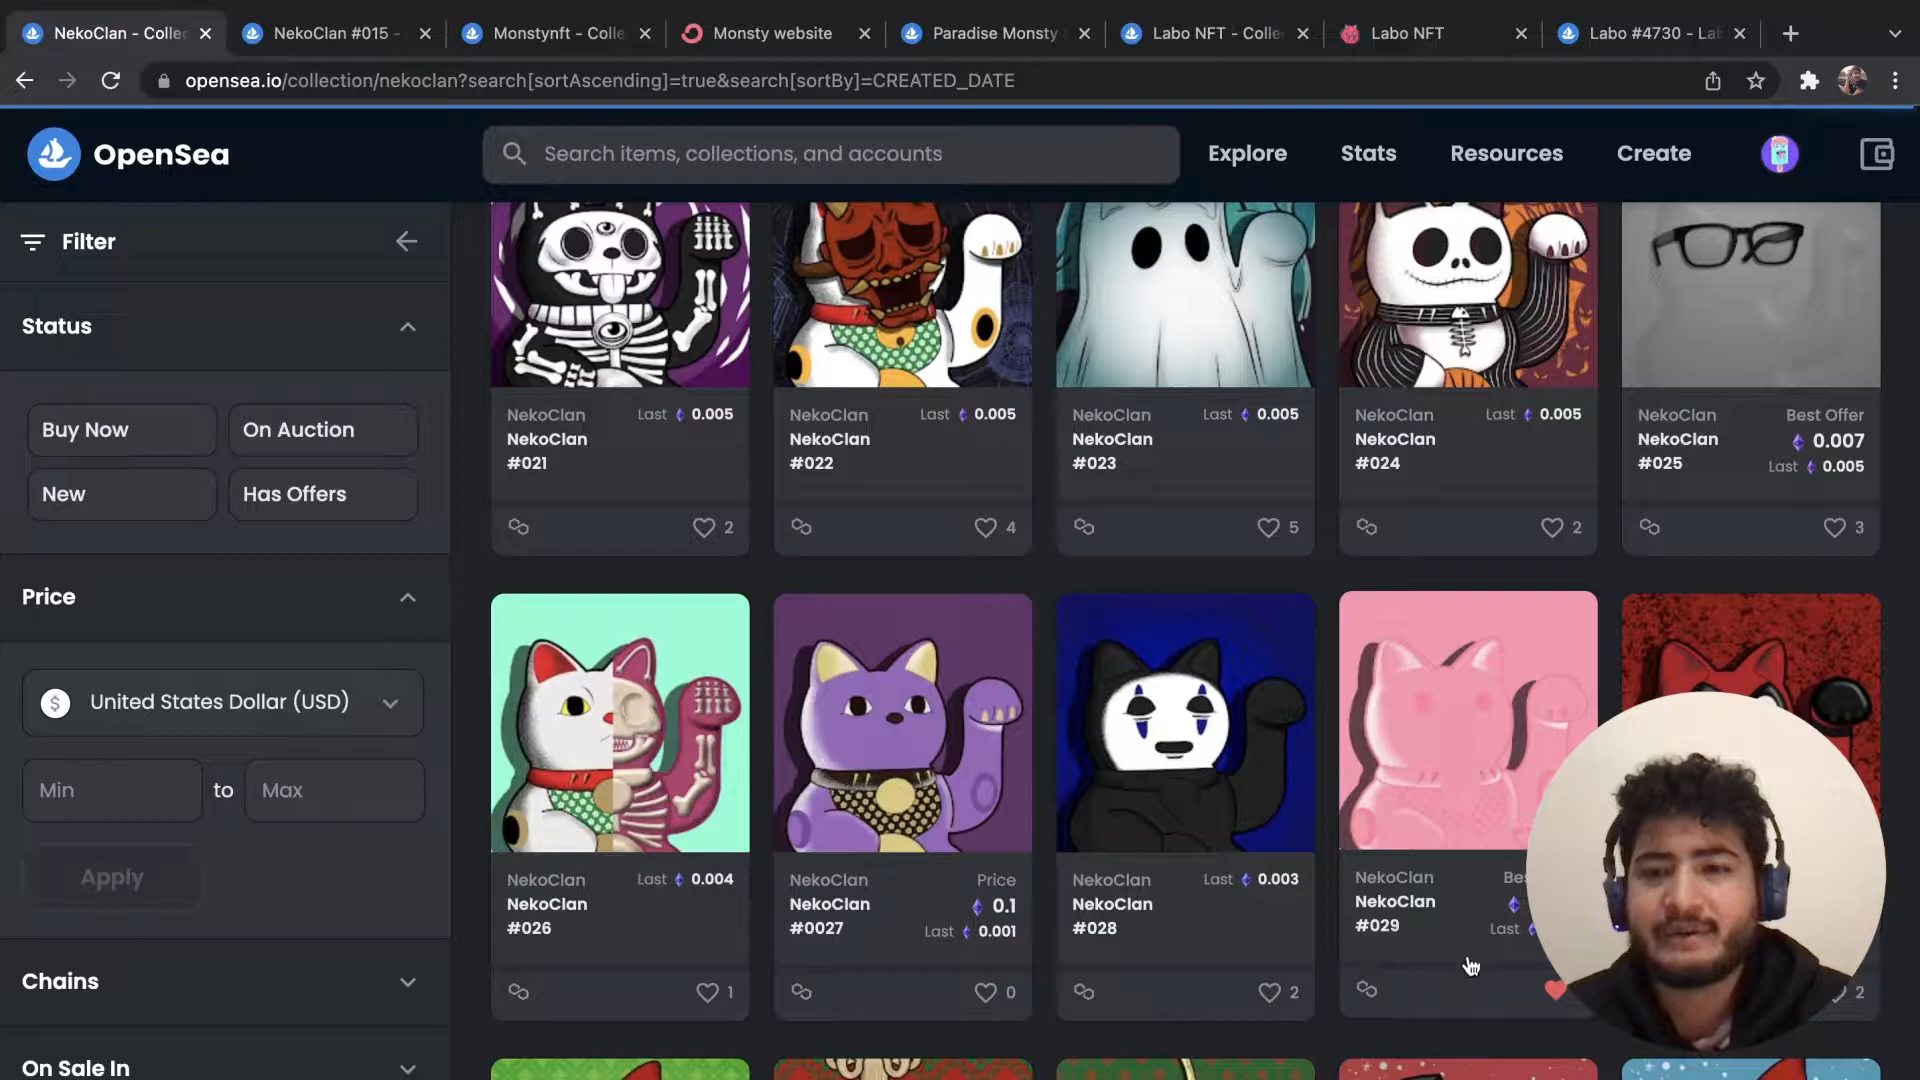 NekoClan - Collec
NekoClan #015 -
Monstynft - Colle
Monsty website
Paradise Monsty
Labo NFT - Colle
Labo NFT
Labo #4730 - Lab
opensea.io/collection/nekoclan?search[sortAscending]=true&search[sortBy]=CREATED_DATE
OpenSea
Search items, collections, and accounts
Explore
Stats
Resources
Create
Filter
Status
Buy Now
On Auction
New
Has Offers
Price
$ United States Dollar (USD)
Min
to
Max
Apply
Chains
On Sale In
NekoClan Last 0.005
NekoClan
#021
2
NekoClan Last 0.005
NekoClan
#022
4
NekoClan Last 0.005
NekoClan
#023
5
NekoClan Last 0.005
NekoClan
#024
2
NekoClan Best Offer
NekoClan 0.007
#025 Last 0.005
3
NekoClan Last 0.004
NekoClan
#026
1
NekoClan Price
NekoClan 0.1
#0027 Last 0.001
0
NekoClan Last 0.003
NekoClan
#028
2
NekoClan Bes
NekoClan
#029 Last
2